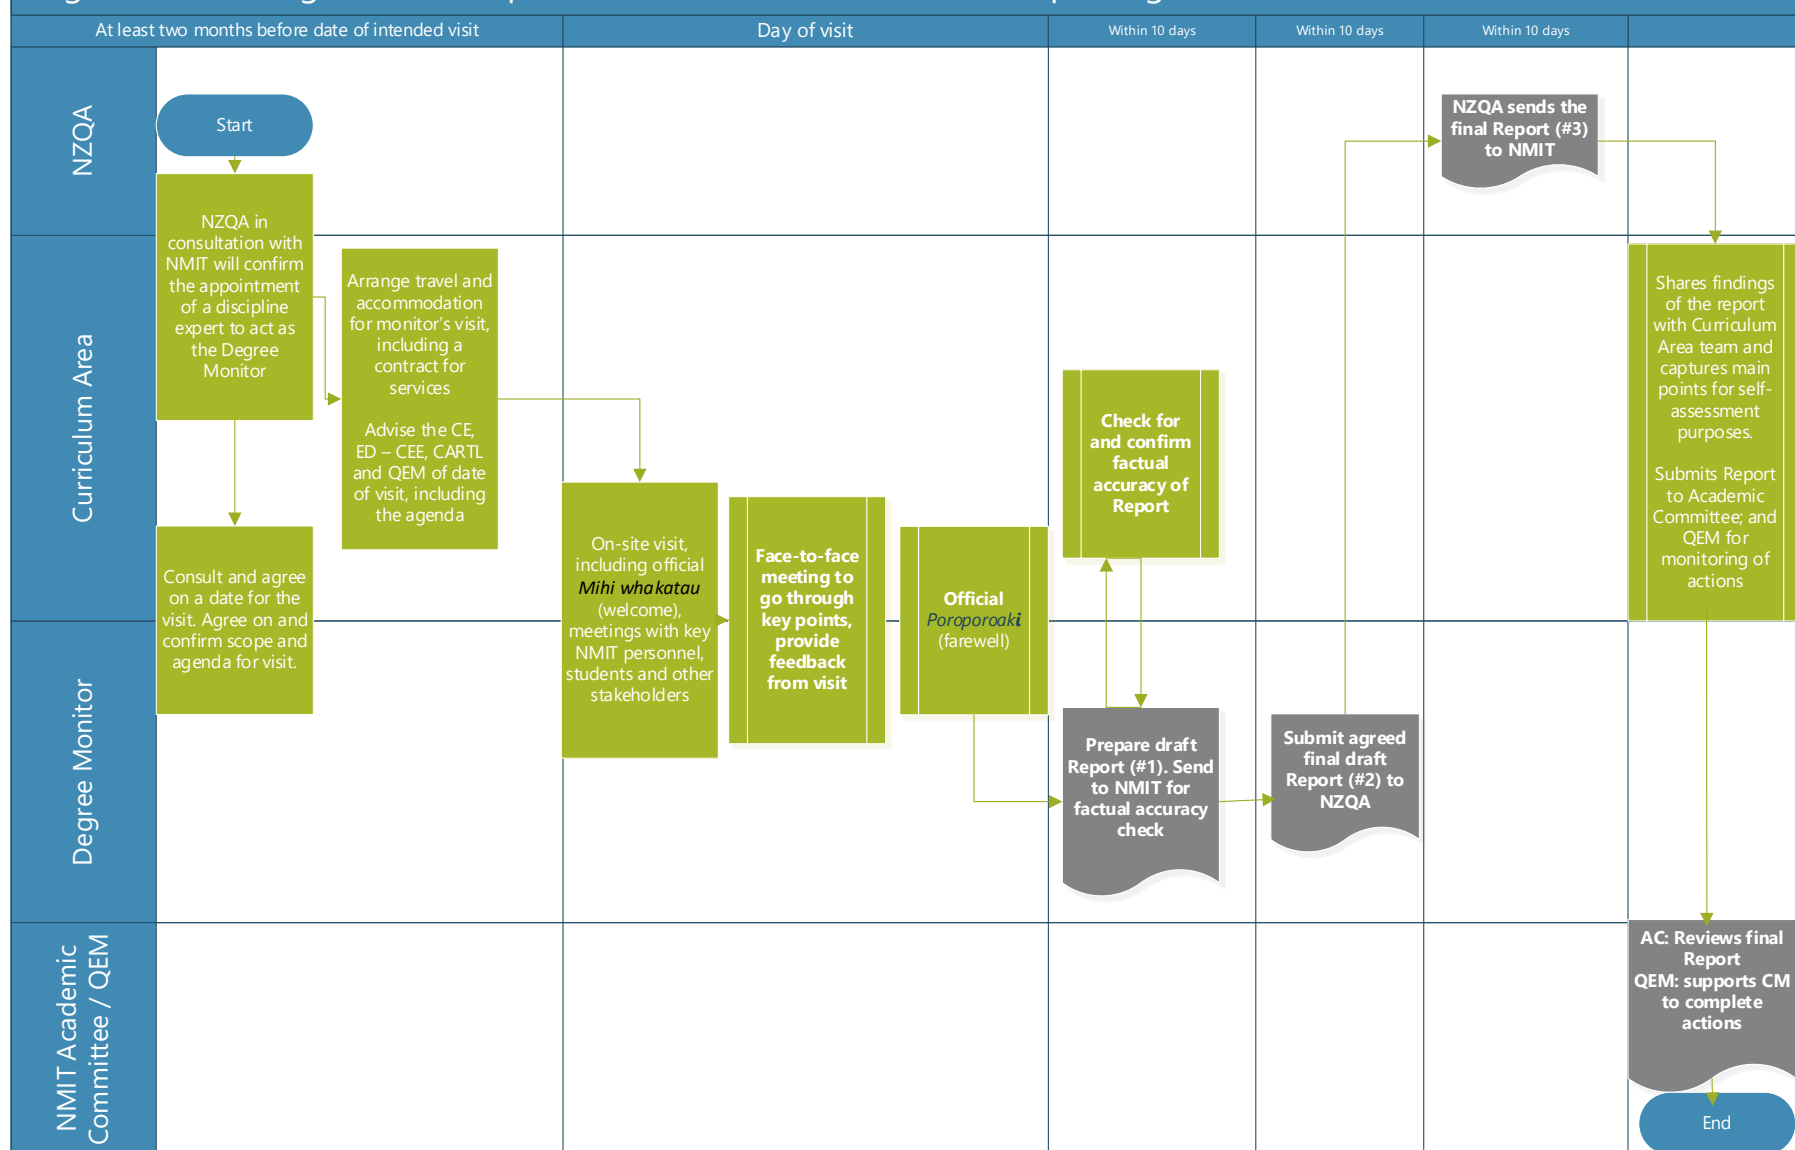 At least two months before date of intended visit
Day of visit
Within 10 days
Within 10 days
Within 10 days
NZQA
Start
NZQA in
consultation with
NMIT will confirm
the appointment
of a discipline
expert to act as
the Degree
Monitor
NZQA sends the
final Report (#3)
to NMIT
Curriculum Area
Arrange travel and
accommodation
for monitor's visit,
including a
contract for
services
Advise the CE,
ED – CEE, CARTL
and QEM of date
of visit, including
the agenda
Consult and agree
on a date for the
visit. Agree on and
confirm scope and
agenda for visit.
On-site visit,
including official
Mihi whakatau
(welcome),
meetings with key
NMIT personnel,
students and other
stakeholders
Face-to-face
meeting to
go through
key points,
provide
feedback
from visit
Official
Poroporoaki
(farewell)
Check for
and confirm
factual
accuracy of
Report
Shares findings
of the report
with Curriculum
Area team and
captures main
points for self-
assessment
purposes.
Submits Report
to Academic
Committee; and
QEM for
monitoring of
actions
Degree Monitor
Prepare draft
Report (#1). Send
to NMIT for
factual accuracy
check
Submit agreed
final draft
Report (#2) to
NZQA
NMIT Academic
Committee / QEM
AC: Reviews final
Report
QEM: supports CM
to complete
actions
End